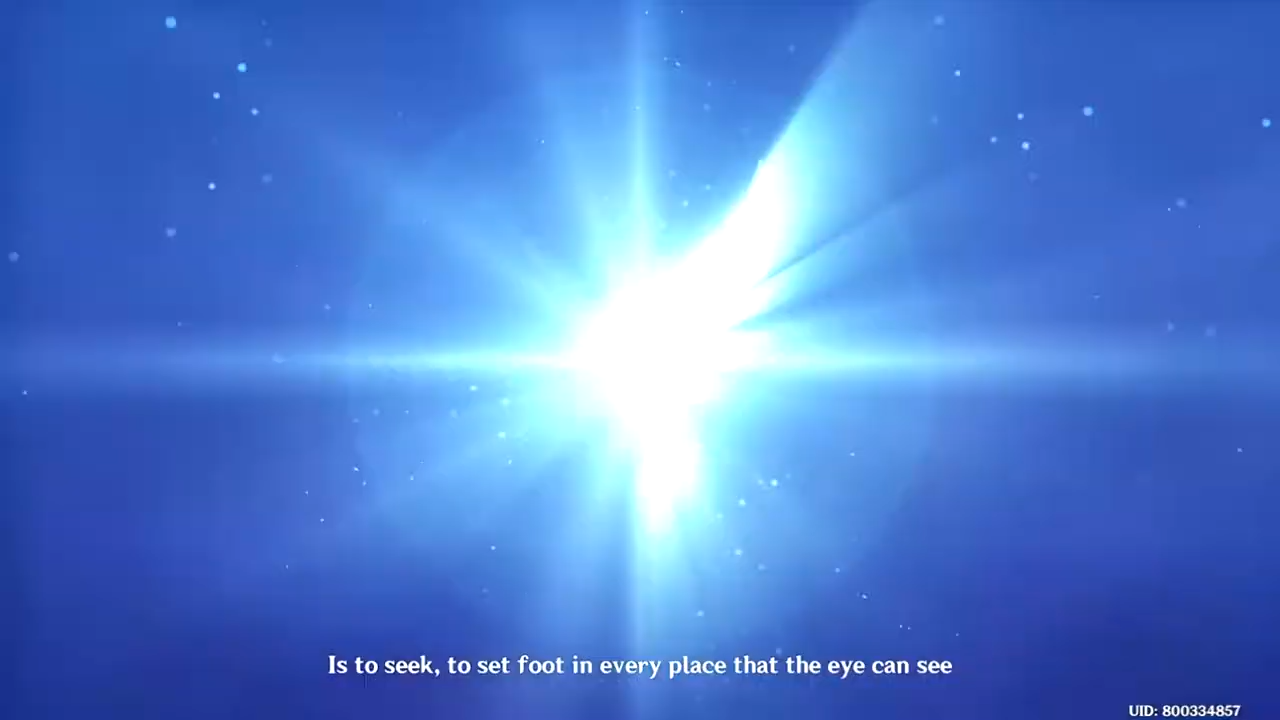 Is to seek, to set foot in every place that the eye can see
UID: 800334857